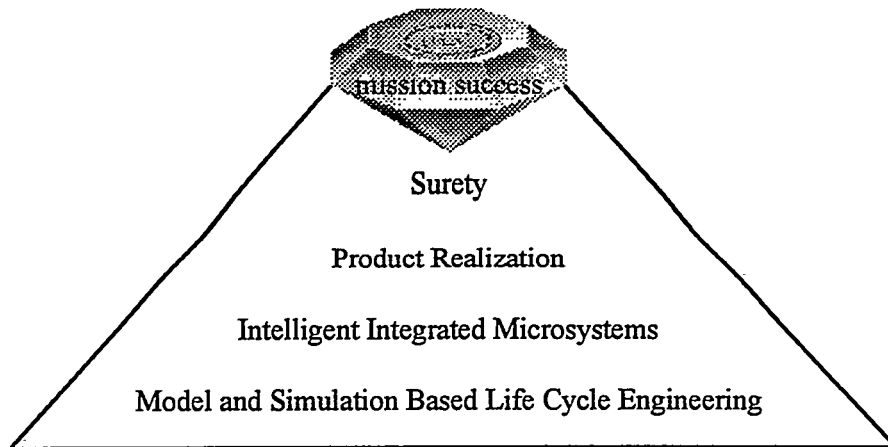 mission success
Surety
Product Realization
Intelligent Integrated Microsystems
Model and Simulation Based Life Cycle Engineering